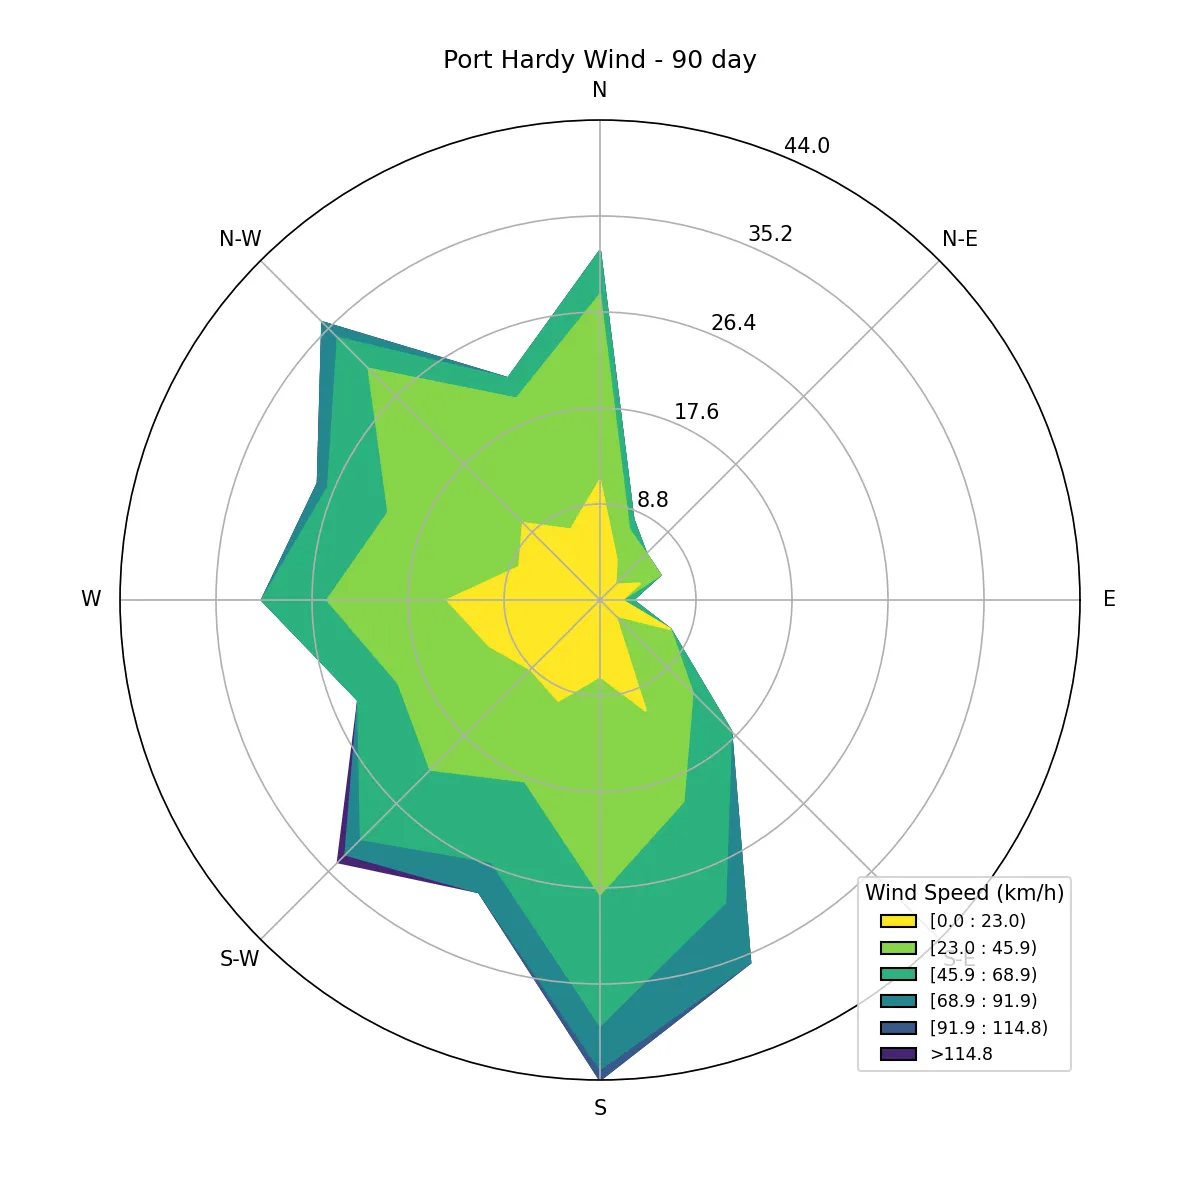 Port Hardy Wind - 90 day
N
44.0
35.2
N-W
N-E
26.4
17.6
8.8
W
E
Wind Speed (km/h)
[0.0 : 23.0)
[23.0 : 45.9)
S-W
S-E
[45.9 : 68.9)
[68.9 : 91.9)
[91.9 : 114.8)
>114.8
S